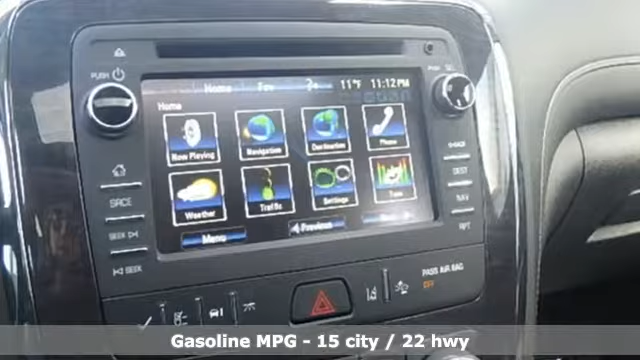 PUSH
Home Fav 11°F 11:12 PM
Home
Now Playing Navigation Destination Phone
Weather Traffic Settings Tone
Menu Previous
SRCE
SEEK
SEEK
DEST
NAV
RPT
PASS AIR BAG
OFF
Gasoline MPG - 15 city / 22 hwy